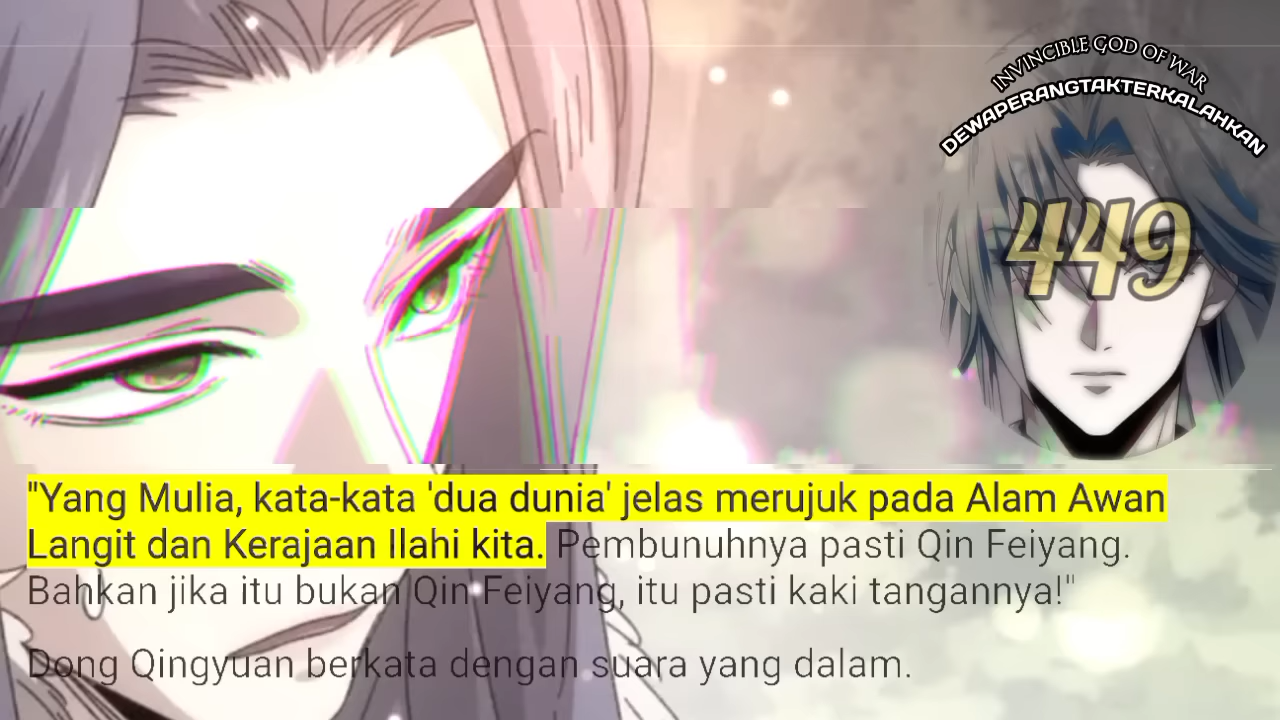 INVINCIBLE GOD OF WAR
DEWAPERANGTAKTERKALAHKAN
449
"Yang Mulia, kata-kata 'dua dunia' jelas merujuk pada Alam Awan
Langit dan Kerajaan Ilahi kita. Pembunuhnya pasti Qin Feiyang.
Bahkan jika itu bukan Qin Feiyang, itu pasti kaki tangannya!"
Dong Qingyuan berkata dengan suara yang dalam.